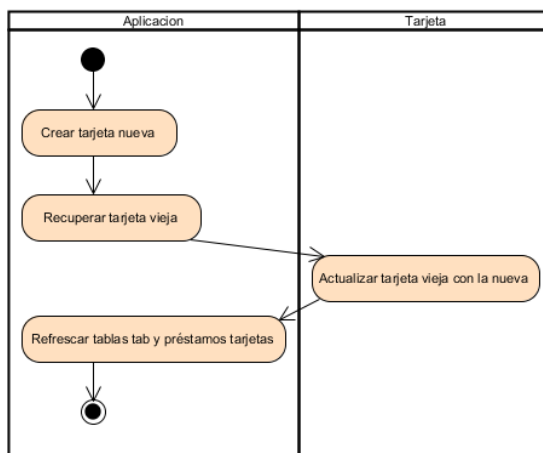 Aplicacion
Tarjeta
Crear tarjeta nueva
Recuperar tarjeta vieja
Actualizar tarjeta vieja con la nueva
Refrescar tablas tab y préstamos tarjetas